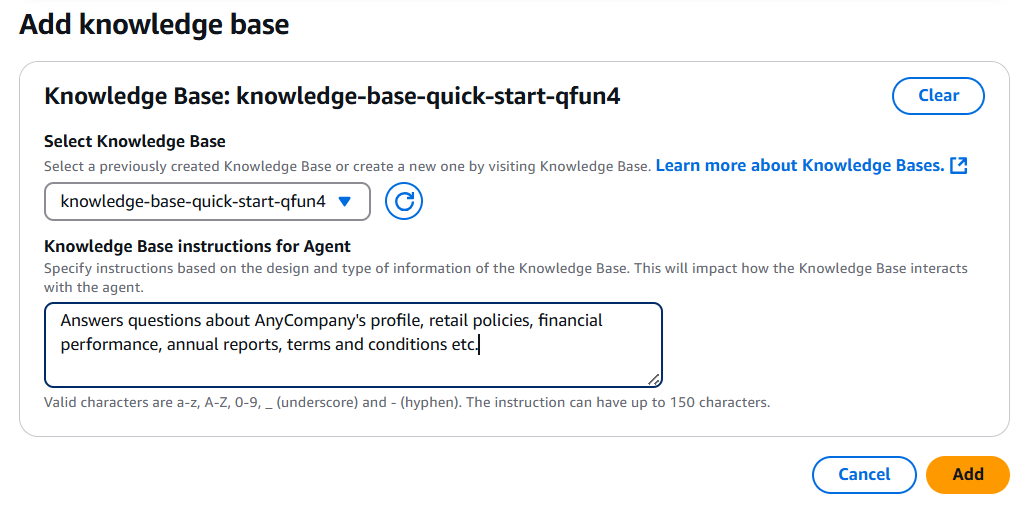 Add knowledge base
Knowledge Base: knowledge-base-quick-start-qfun4
Clear
Select Knowledge Base
Select a previously created Knowledge Base or create a new one by visiting Knowledge Base. Learn more about Knowledge Bases.
knowledge-base-quick-start-qfun4
Knowledge Base instructions for Agent
Specify instructions based on the design and type of information of the Knowledge Base. This will impact how the Knowledge Base interacts
with the agent.
Answers questions about AnyCompany's profile, retail policies, financial
performance, annual reports, terms and conditions etc.
Valid characters are a-z, A-Z, 0-9, _ (underscore) and - (hyphen). The instruction can have up to 150 characters.
Cancel
Add